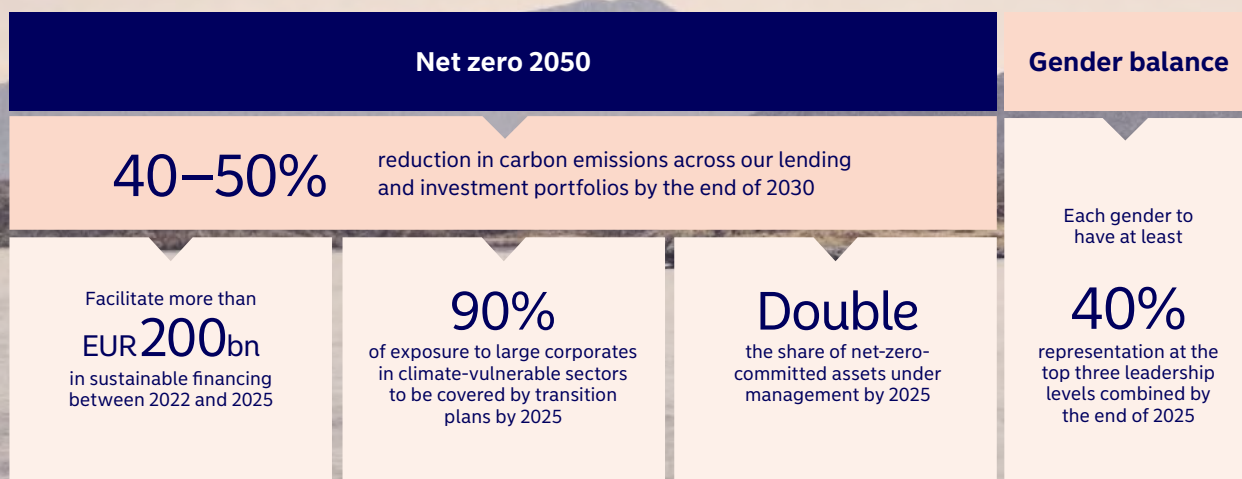 Net zero 2050
Gender balance
40–50%
reduction in carbon emissions across our lending
and investment portfolios by the end of 2030
Facilitate more than
EUR 200bn
in sustainable financing
between 2022 and 2025
90%
of exposure to large corporates
in climate-vulnerable sectors
to be covered by transition
plans by 2025
Double
the share of net-zero-
committed assets under
management by 2025
Each gender to
have at least
40%
representation at the
top three leadership
levels combined by
the end of 2025